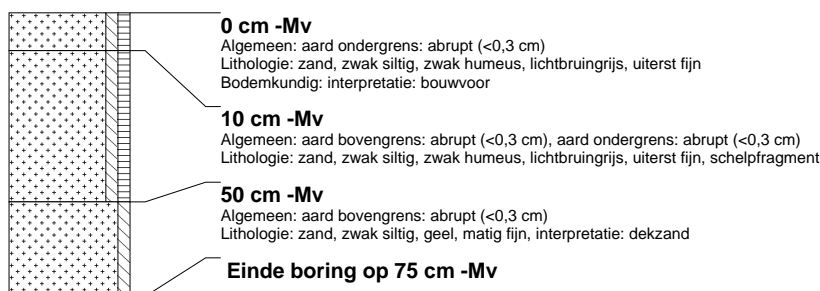 0 cm -Mv
Algemeen: aard ondergrens: abrupt (<0,3 cm)
Lithologie: zand, zwak siltig, zwak humeus, lichtbruingrijs, uiterst fijn
Bodemkundig: interpretatie: bouwvoor
10 cm -Mv
Algemeen: aard bovengrens: abrupt (<0,3 cm), aard ondergrens: abrupt (<0,3 cm)
Lithologie: zand, zwak siltig, zwak humeus, lichtbruingrijs, uiterst fijn, schelpfragment
50 cm -Mv
Algemeen: aard bovengrens: abrupt (<0,3 cm)
Lithologie: zand, zwak siltig, geel, matig fijn, interpretatie: dekzand
Einde boring op 75 cm -Mv